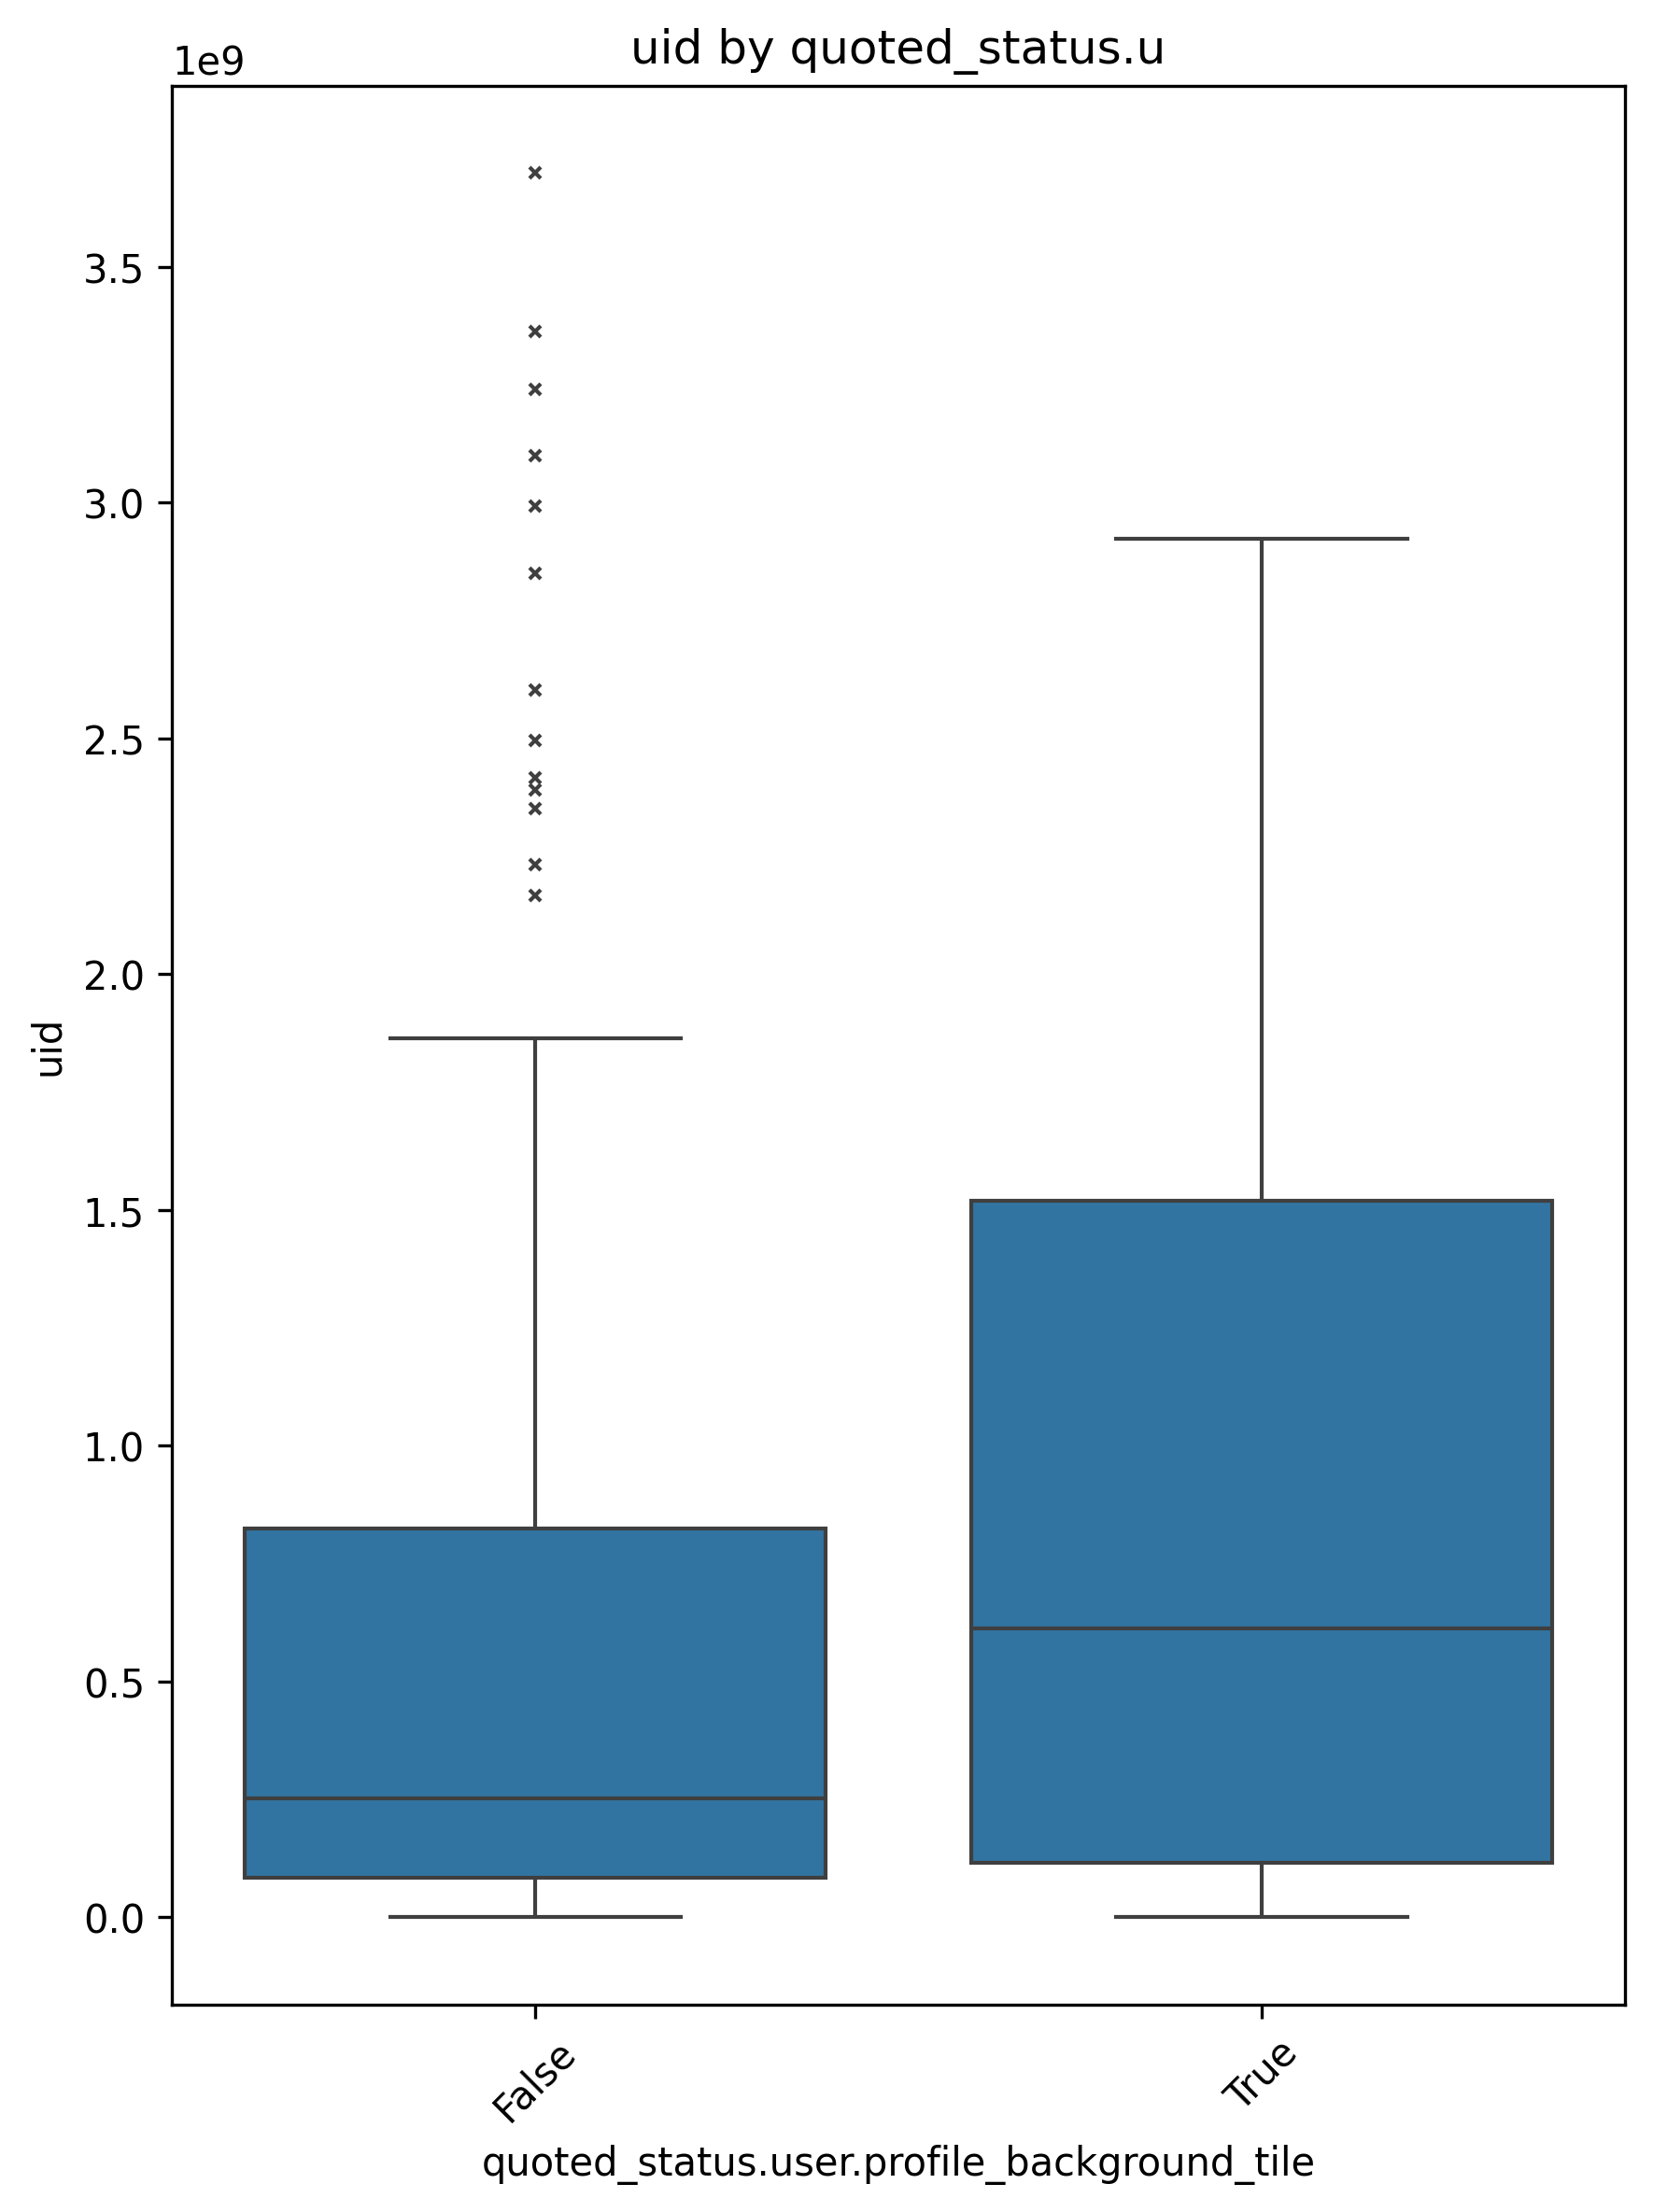 uid by quoted_status.u
1e9
3.5
3.0
2.5
2.0
1.5
1.0
0.5
0.0
uid
False
True
quoted_status.user.profile_background_tile